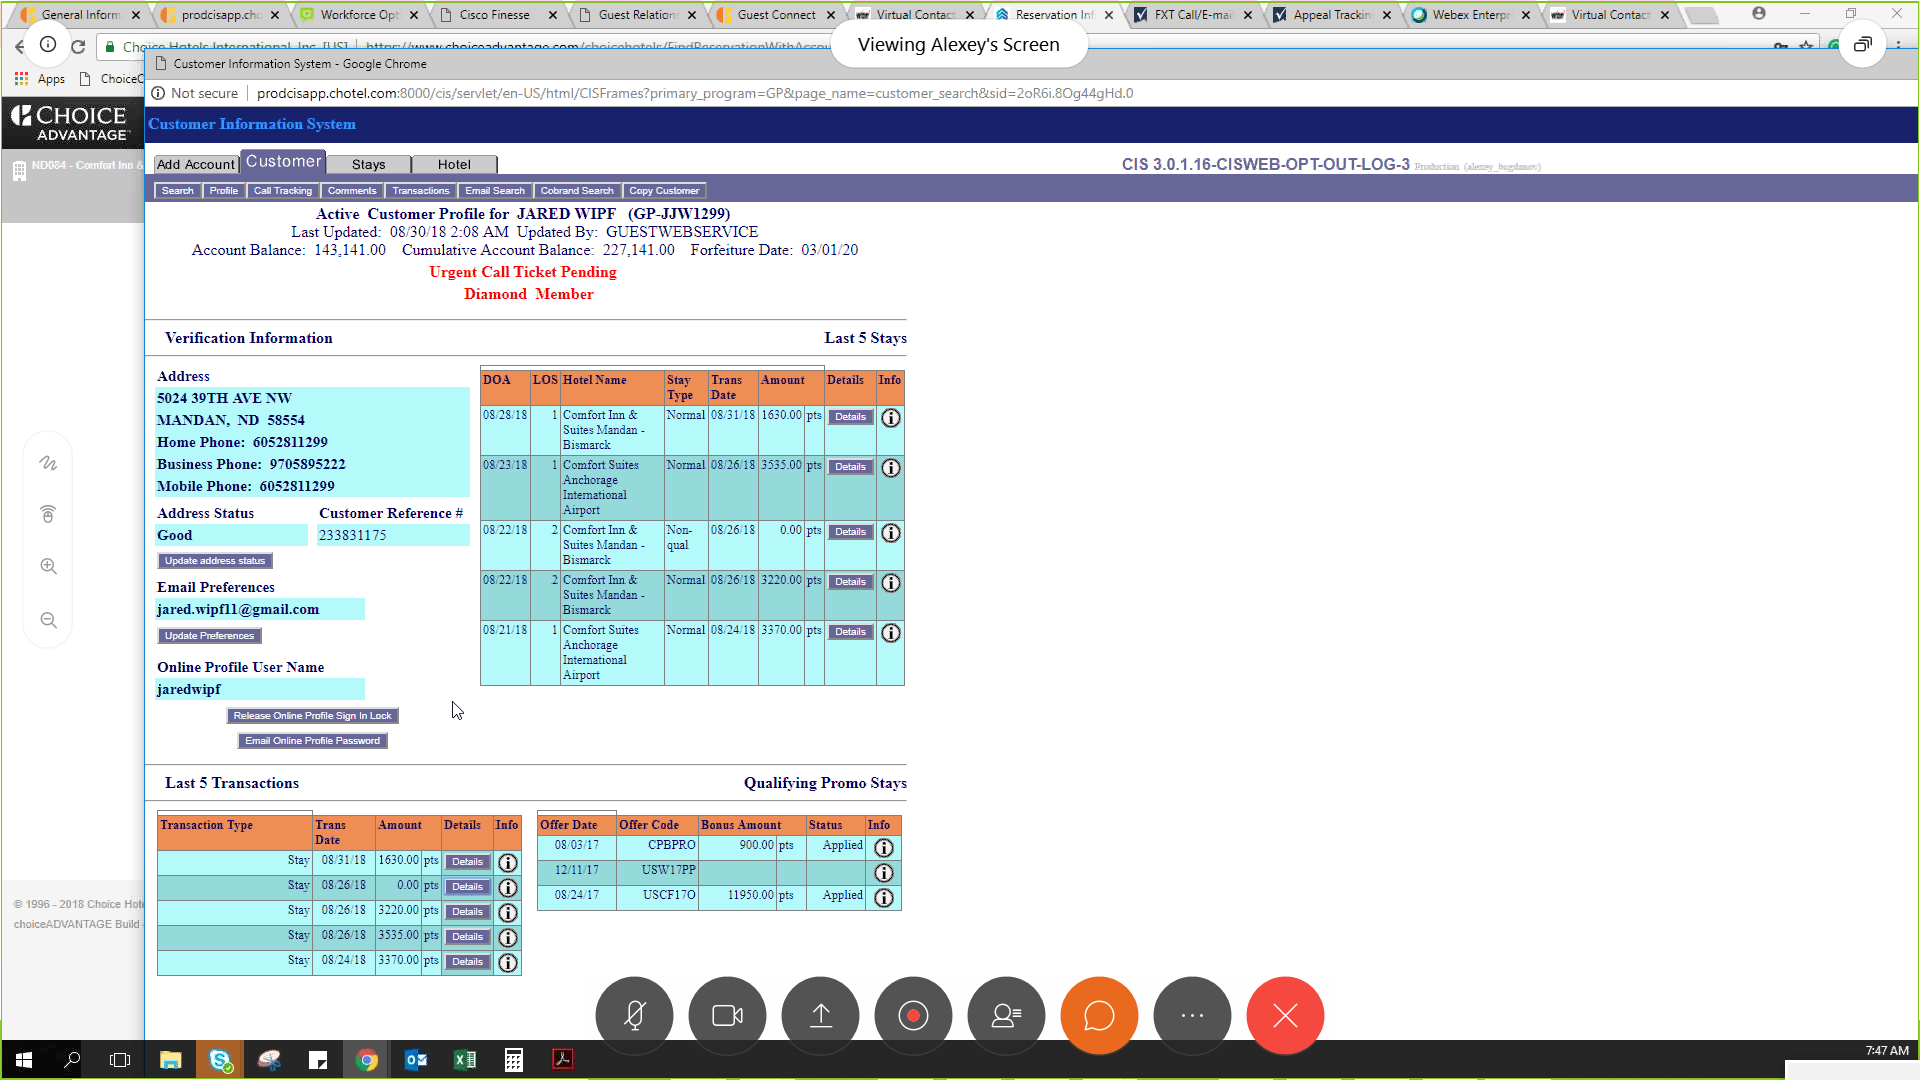 General Inform
prodcisapp.cho
Workforce Opt
Cisco Finesse
Guest Relation
Guest Connect
Virtual Contac
Reservation Inf
FXT Call/E-mail
Appeal Trackin
Webex Enterpr
Virtual Contac
Viewing Alexey's Screen
Apps
ChoiceC
Customer Information System - Google Chrome
Not secure
prodcisapp.chotel.com:8000/cis/servlet/en-US/html/CISFrames?primary_program=GP&page_name=customer_search&sid=2oR6i.8Og44gHd.0
CHOICE
ADVANTAGE
ND084 - Comfort Inn &
Customer Information System
Add Account
Customer
Stays
Hotel
CIS 3.0.1.16-CISWEB-OPT-OUT-LOG-3 Production (alexey_bogdanov)
Search
Profile
Call Tracking
Comments
Transactions
Email Search
Cobrand Search
Copy Customer
Active Customer Profile for JARED WIPF (GP-JJW1299)
Last Updated: 08/30/18 2:08 AM Updated By: GUESTWEBSERVICE
Account Balance: 143,141.00 Cumulative Account Balance: 227,141.00 Forfeiture Date: 03/01/20
Urgent Call Ticket Pending
Diamond Member
Verification Information
Last 5 Stays
Address
5024 39TH AVE NW
MANDAN, ND 58554
Home Phone: 6052811299
Business Phone: 9705895222
Mobile Phone: 6052811299
Address Status
Customer Reference #
Good
233831175
Update address status
Email Preferences
jared.wipf11@gmail.com
Update Preferences
Online Profile User Name
jaredwipf
Release Online Profile Sign In Lock
Email Online Profile Password
DOA LOS Hotel Name Stay Type Trans Date Amount Details Info
08/28/18 1 Comfort Inn & Suites Mandan - Bismarck Normal 08/31/18 1630.00 pts Details
08/23/18 1 Comfort Suites Anchorage International Airport Normal 08/26/18 3535.00 pts Details
08/22/18 2 Comfort Inn & Suites Mandan - Bismarck Non-qual 08/26/18 0.00 pts Details
08/22/18 2 Comfort Inn & Suites Mandan - Bismarck Normal 08/26/18 3220.00 pts Details
08/21/18 1 Comfort Suites Anchorage International Airport Normal 08/24/18 3370.00 pts Details
Last 5 Transactions
Qualifying Promo Stays
Transaction Type Trans Date Amount Details Info
Stay 08/31/18 1630.00 pts Details
Stay 08/26/18 0.00 pts Details
Stay 08/26/18 3220.00 pts Details
Stay 08/26/18 3535.00 pts Details
Stay 08/24/18 3370.00 pts Details
Offer Date Offer Code Bonus Amount Status Info
08/03/17 CPBPRO 900.00 pts Applied
12/11/17 USW17PP
08/24/17 USCF17O 11950.00 pts Applied
© 1996 - 2018 Choice Hote
choiceADVANTAGE Build
7:47 AM